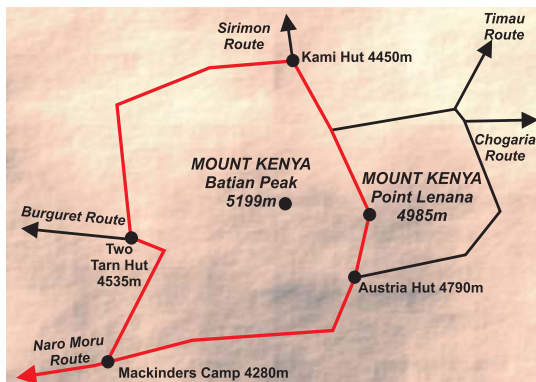 Sirimon
Route
Timau
Route
Kami Hut 4450m
Chogaria
Route
MOUNT KENYA
Batian Peak
5199m
MOUNT KENYA
Point Lenana
4985m
Burguret Route
Two
Tarn Hut
4535m
Austria Hut 4790m
Naro Moru
Route
Mackinders Camp 4280m